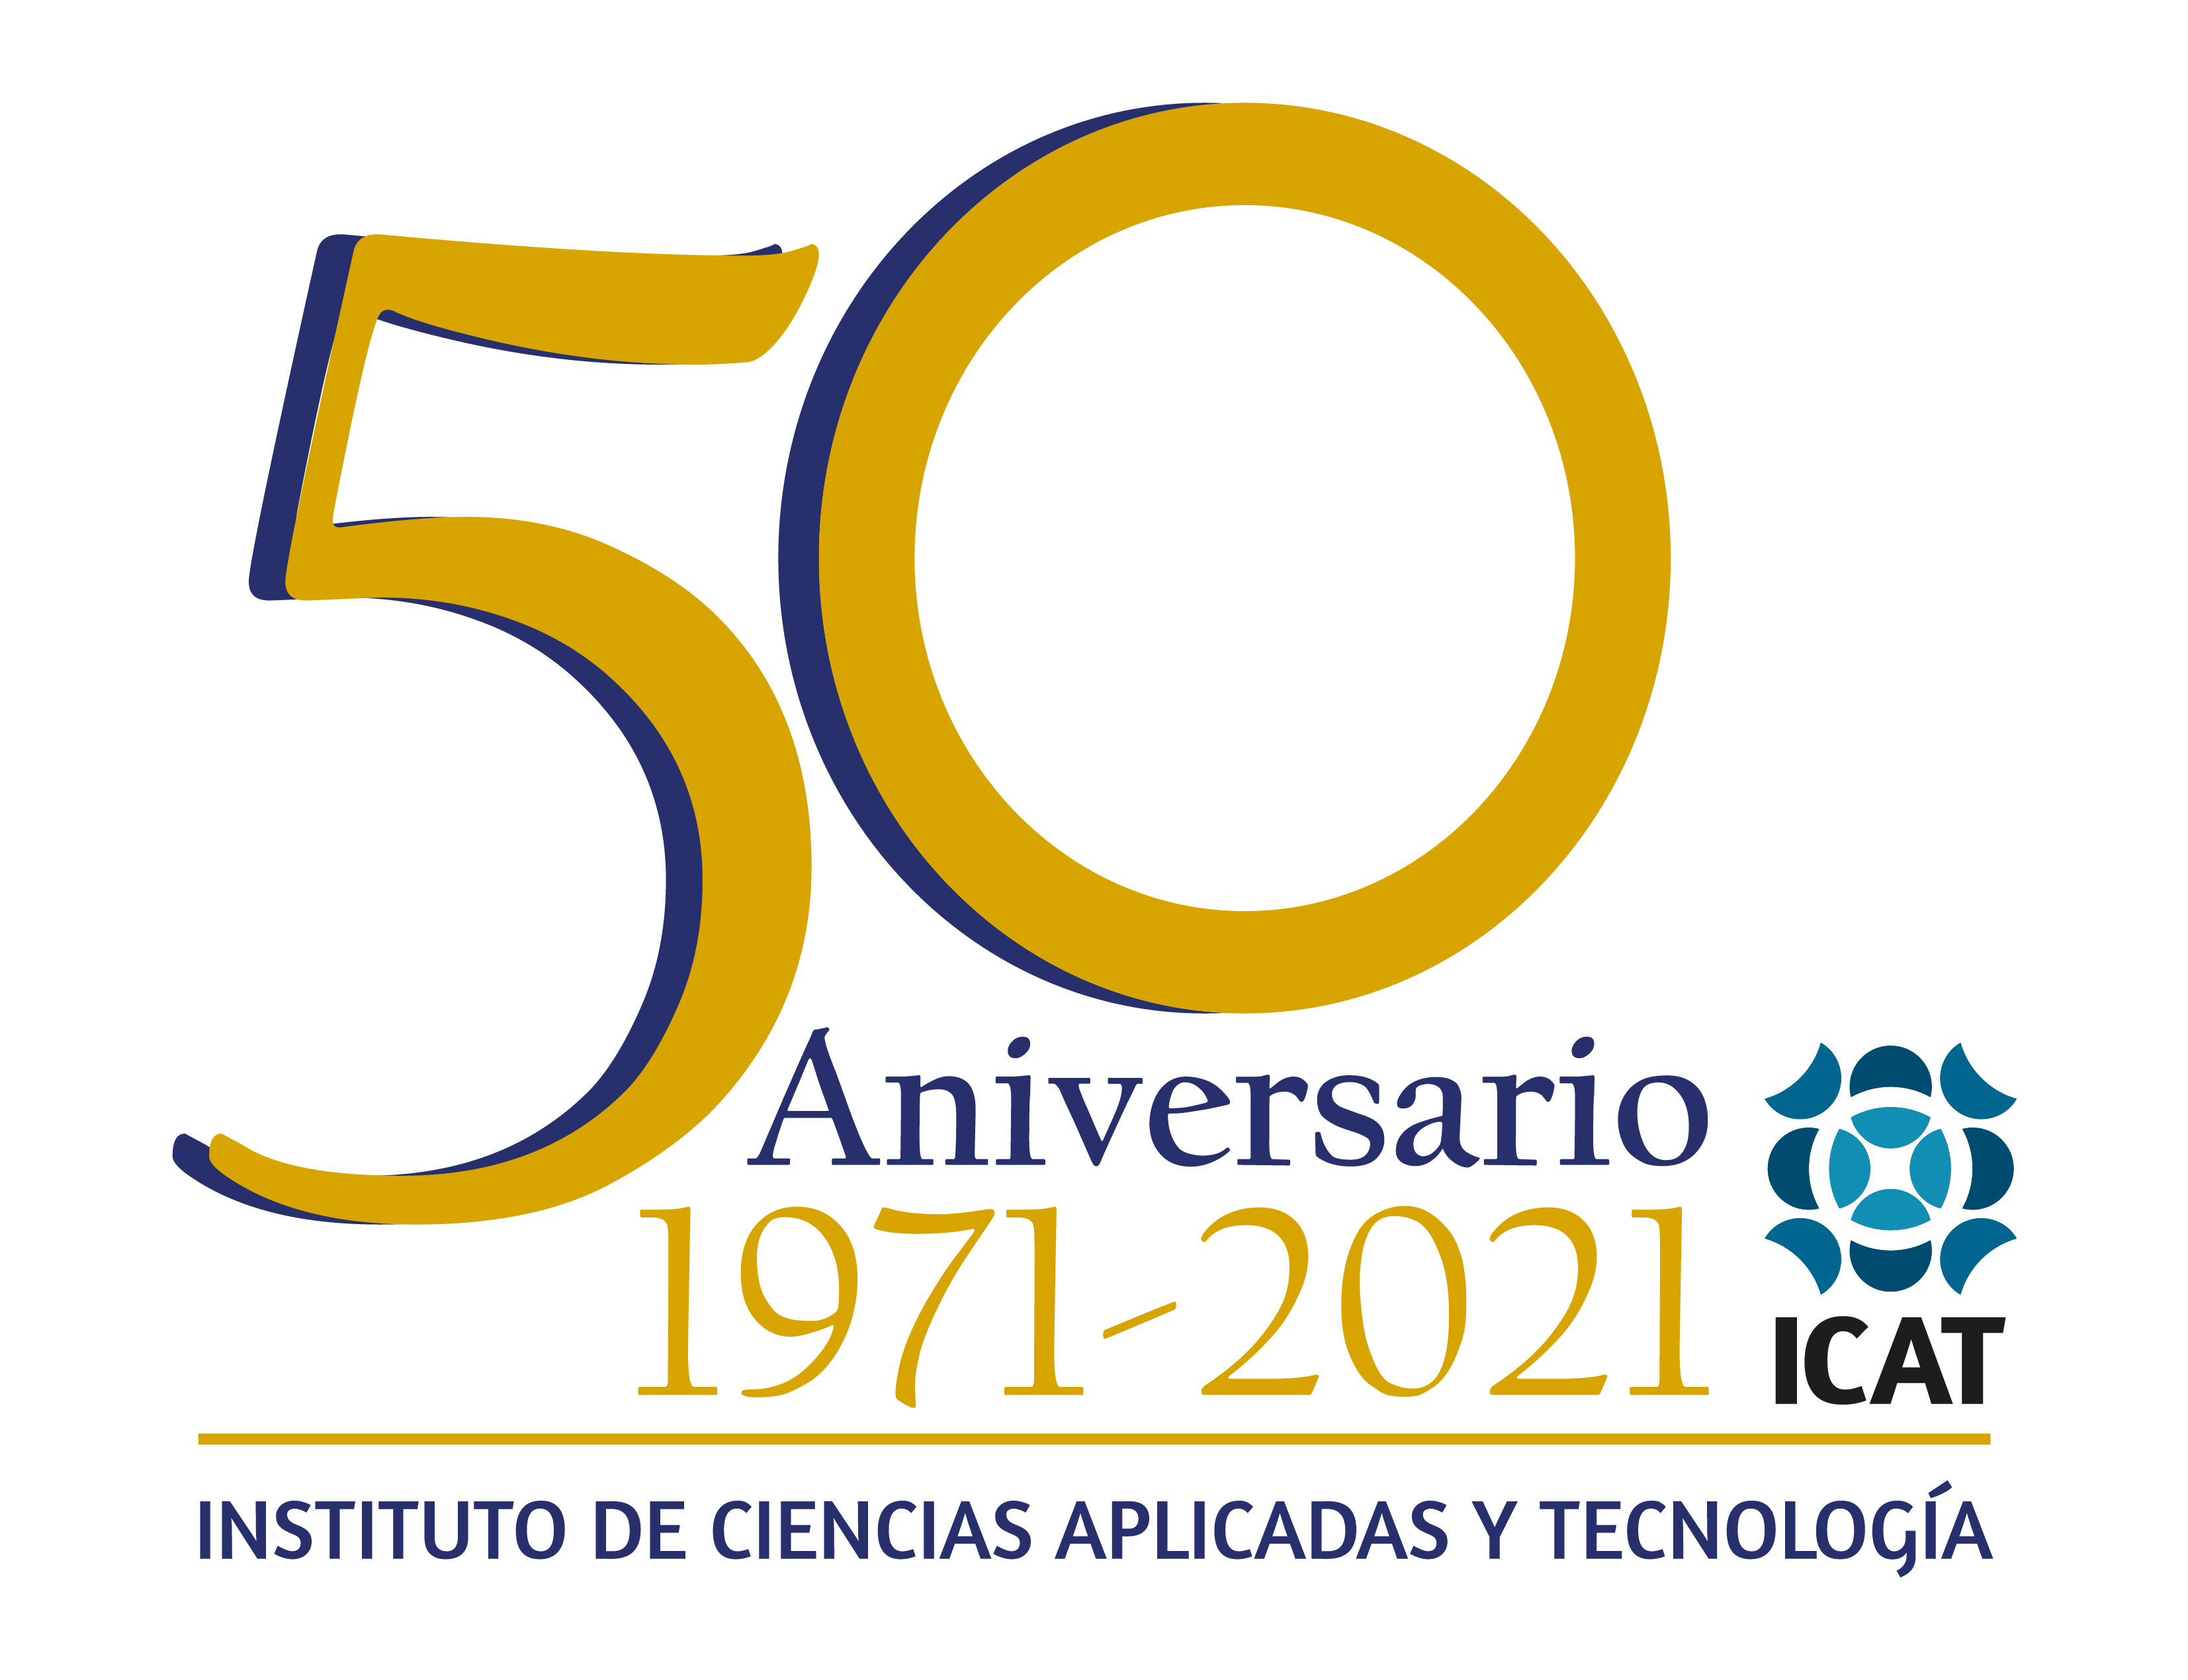 50
Aniversario
1971-2021
ICAT
INSTITUTO DE CIENCIAS APLICADAS Y TECNOLOGÍA